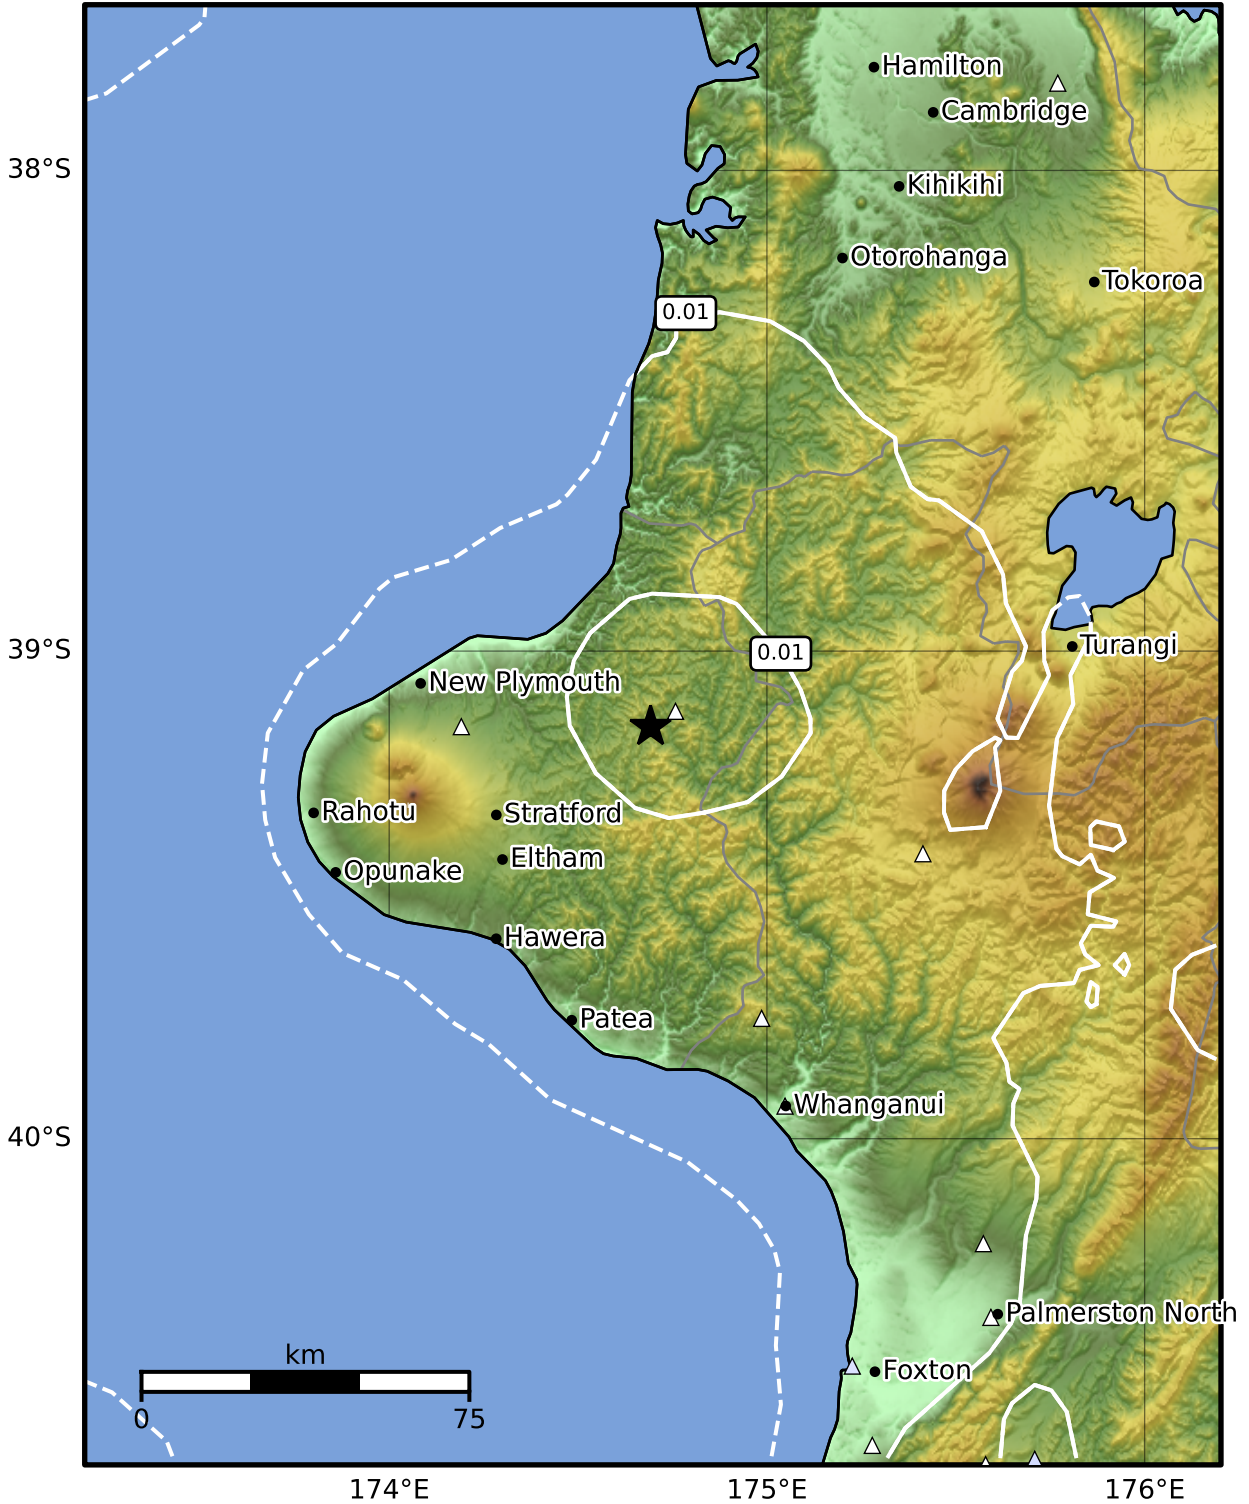 Hamilton
Cambridge
38°S
Kihikihi
Otorohanga
Tokoroa
0.01
39°S
0.01
Turangi
New Plymouth
Rahotu
Stratford
Eltham
Opunake
Hawera
Patea
Whanganui
40°S
Palmerston North
km
Foxton
0
75
174°E
175°E
176°E